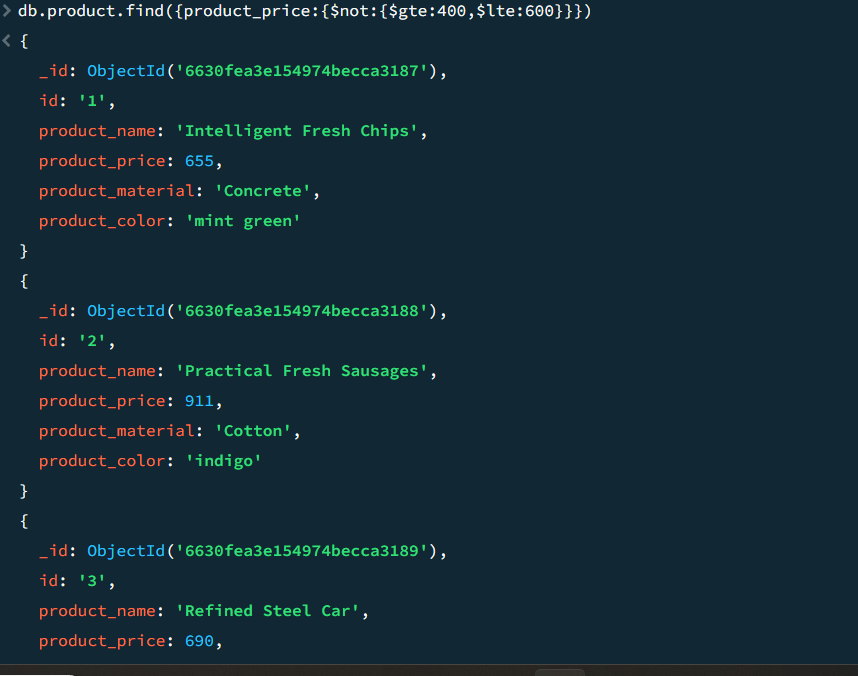 > db.product.find({product_price:{$not:{$gte:400,$lte:600}}})
< {
_id: ObjectId('6630fea3e154974becca3187'),
id: '1',
product_name: 'Intelligent Fresh Chips',
product_price: 655,
product_material: 'Concrete',
product_color: 'mint green'
}
{
_id: ObjectId('6630fea3e154974becca3188'),
id: '2',
product_name: 'Practical Fresh Sausages',
product_price: 911,
product_material: 'Cotton',
product_color: 'indigo'
}
{
_id: ObjectId('6630fea3e154974becca3189'),
id: '3',
product_name: 'Refined Steel Car',
product_price: 690,